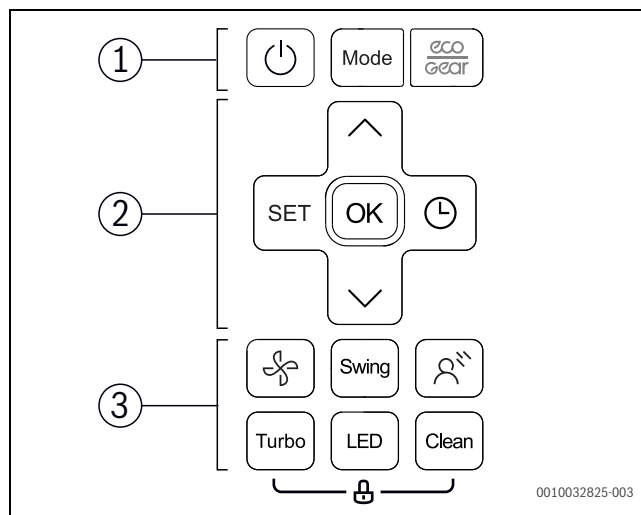 1
Mode
eco
Gear
2
SET
OK
3
Swing
Turbo
LED
Clean
0010032825-003